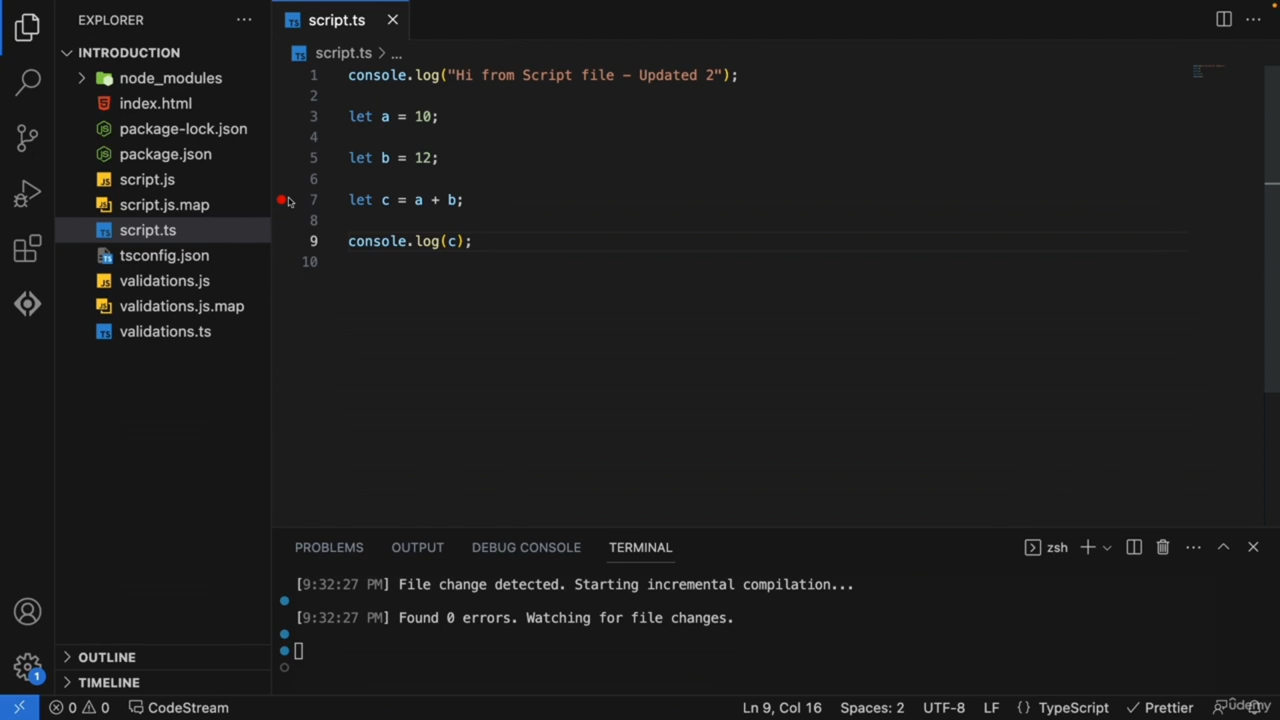 EXPLORER
INTRODUCTION
node_modules
index.html
package-lock.json
package.json
script.js
script.js.map
script.ts
tsconfig.json
validations.js
validations.js.map
validations.ts
OUTLINE
TIMELINE
TS script.ts
TS script.ts > ...
1 console.log("Hi from Script file - Updated 2");
2
3 let a = 10;
4
5 let b = 12;
6
7 let c = a + b;
8
9 console.log(c);
10
PROBLEMS OUTPUT DEBUG CONSOLE TERMINAL zsh
[9:32:27 PM] File change detected. Starting incremental compilation...
[9:32:27 PM] Found 0 errors. Watching for file changes.
1
0 0 CodeStream Ln 9, Col 16 Spaces: 2 UTF-8 LF {} TypeScript Prettier
Udemy